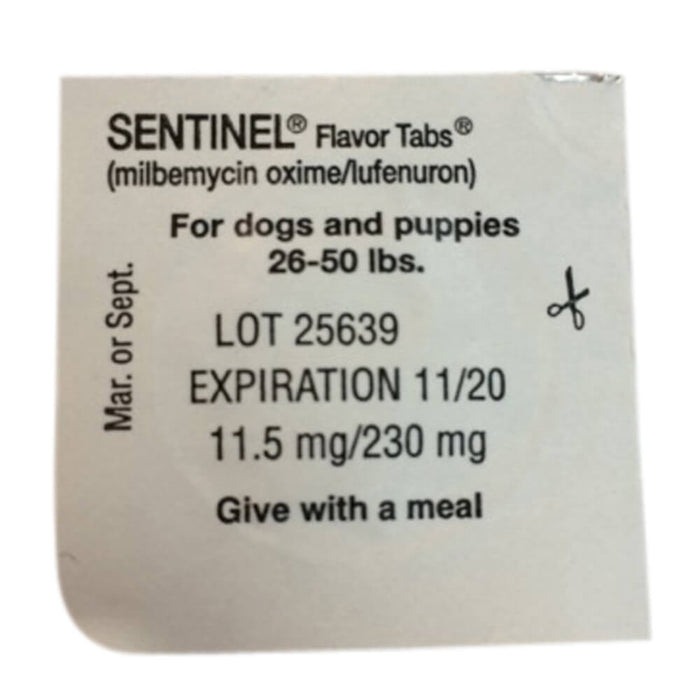 SENTINEL® Flavor Tabs®
(milbemycin oxime/lufenuron)
For dogs and puppies
26-50 lbs.
Mar. or Sept.
LOT 25639
EXPIRATION 11/20
11.5 mg/230 mg
Give with a meal